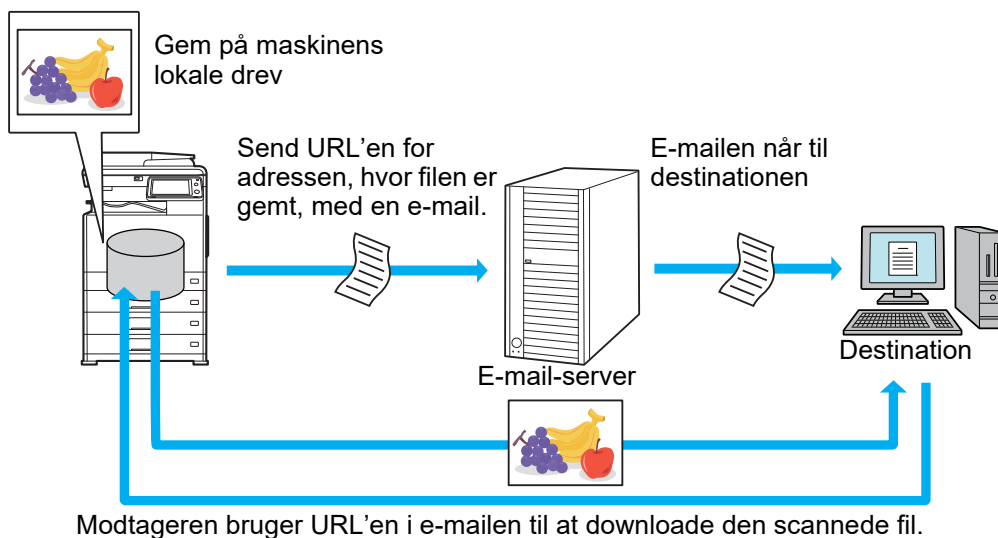 Gem på maskinens
lokale drev
Send URL’en for
adressen, hvor filen er
gemt, med en e-mail.
E-mailen når til
destinationen
E-mail-server
Destination
Modtageren bruger URL’en i e-mailen til at downloade den scannede fil.